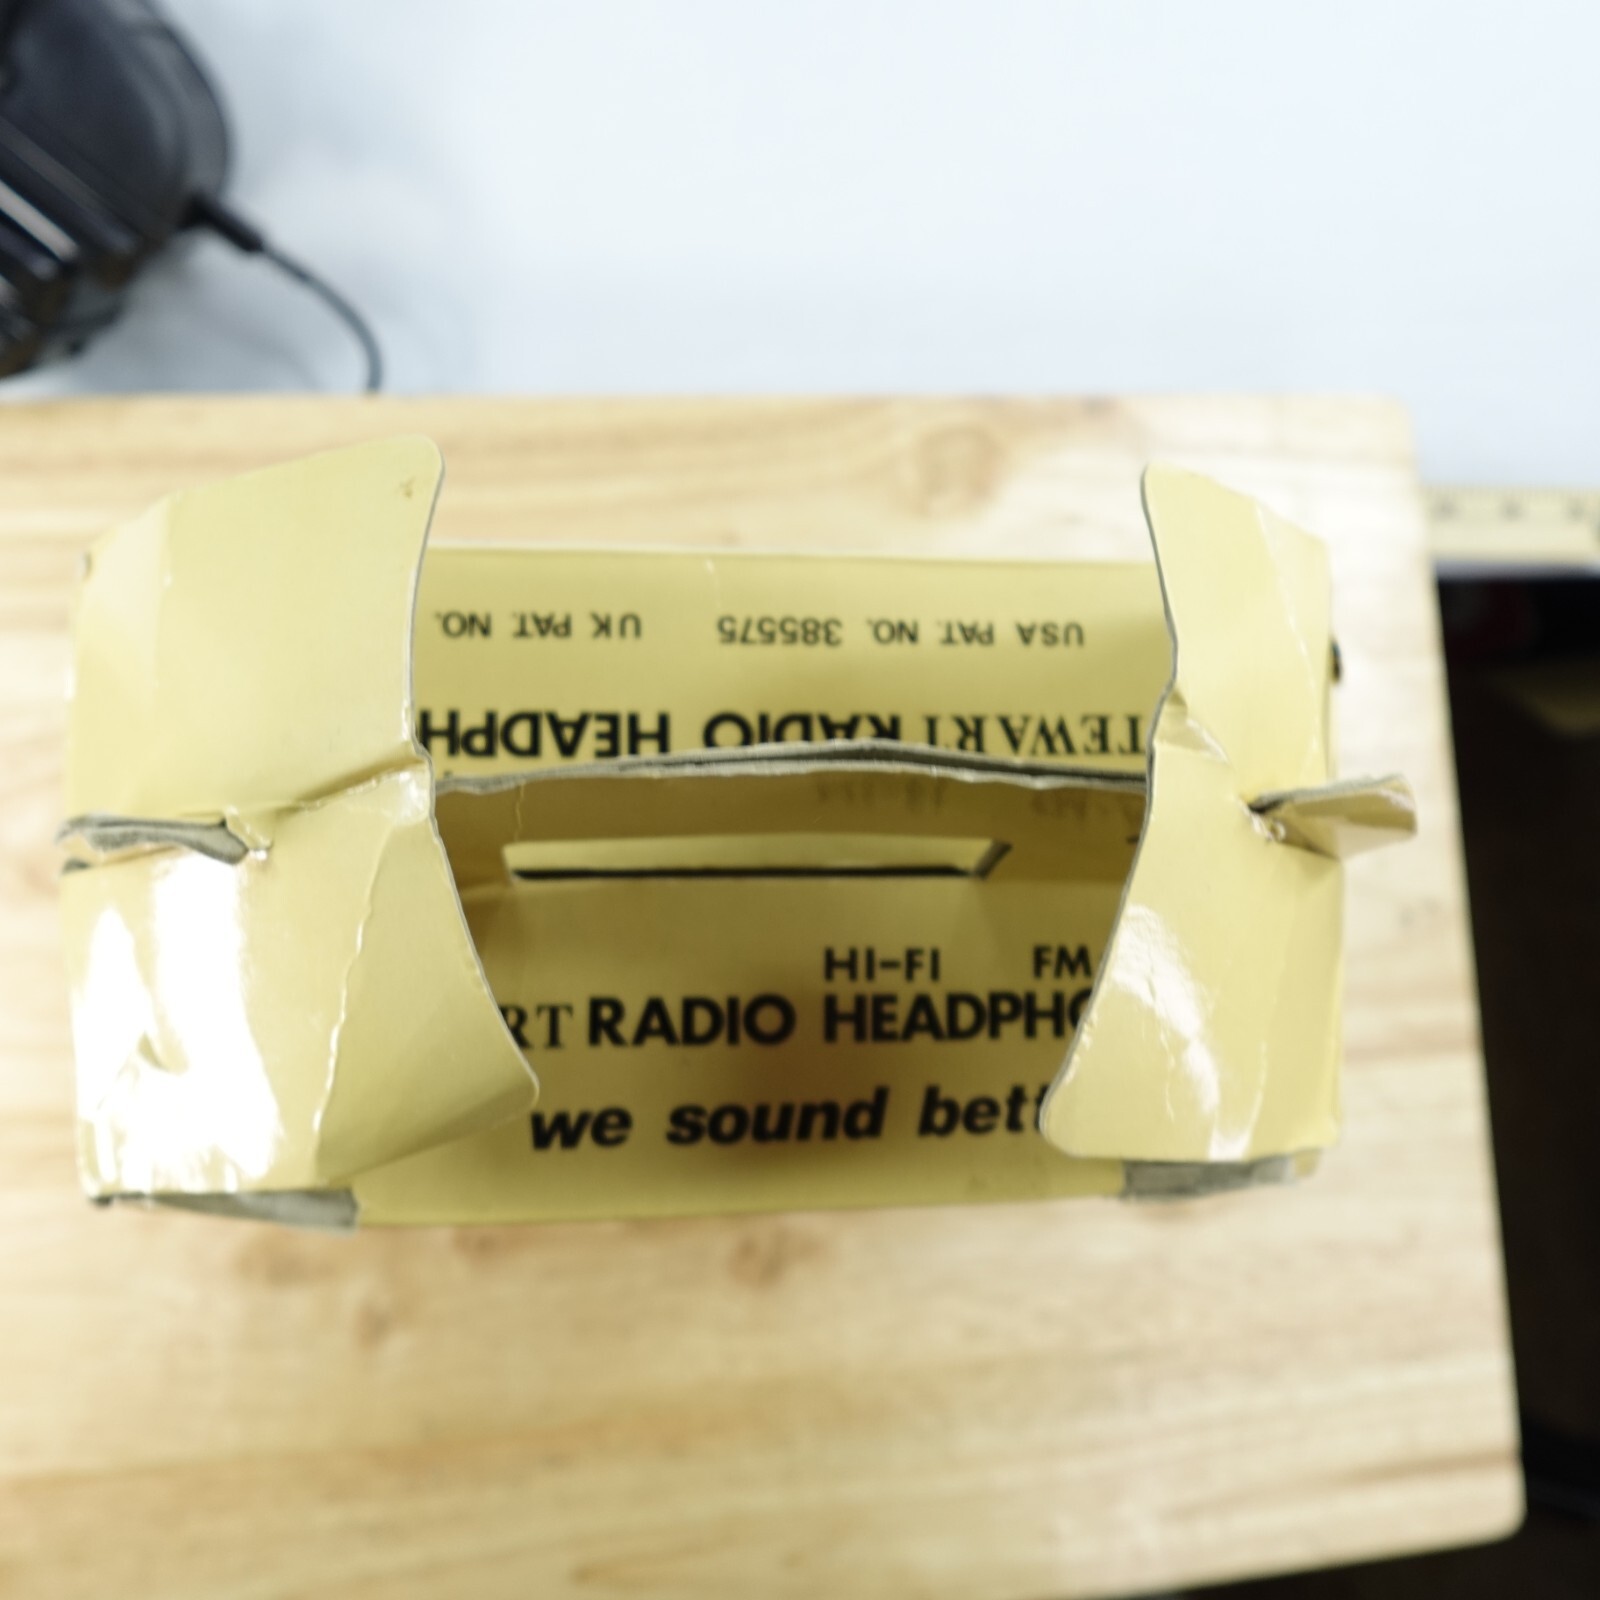 USA PAT. NO. 385575 UK PAT. NO.
TEWART RADIO HEADPH
HI-FI FM
RT RADIO HEADPHO
we sound bett